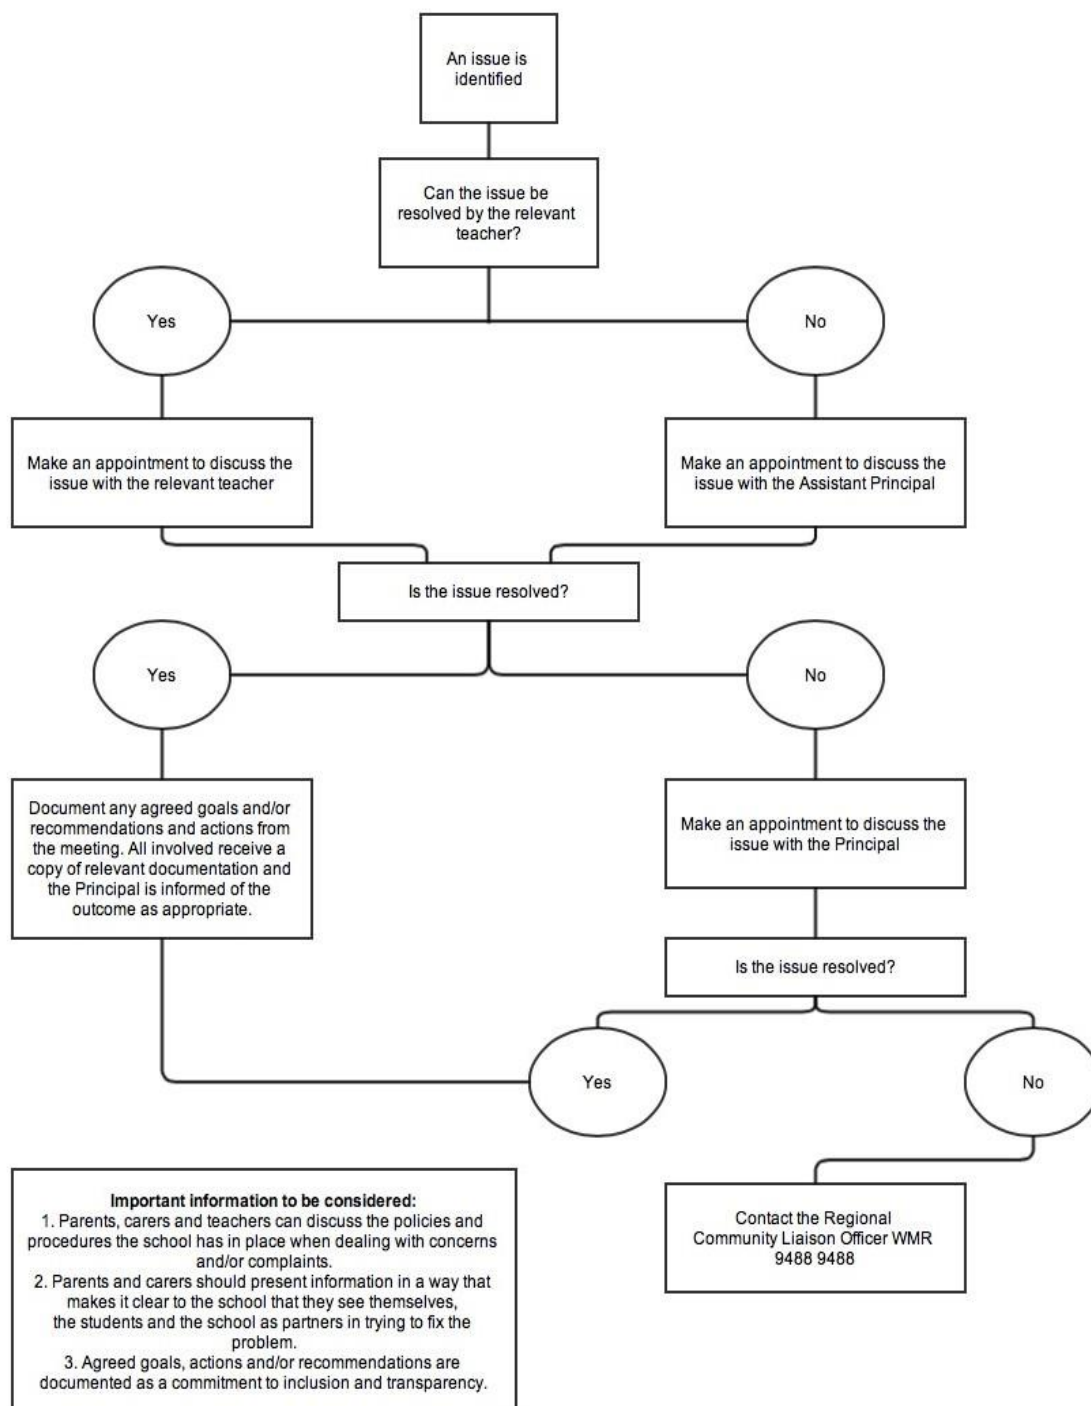 An issue is
identified
Can the issue be
resolved by the relevant
teacher?
Yes
No
Make an appointment to discuss the
issue with the relevant teacher
Make an appointment to discuss the
issue with the Assistant Principal
Is the issue resolved?
Yes
No
Document any agreed goals and/or
recommendations and actions from
the meeting. All involved receive a
copy of relevant documentation and
the Principal is informed of the
outcome as appropriate.
Make an appointment to discuss the
issue with the Principal
Is the issue resolved?
Yes
No
Important information to be considered:
1. Parents, carers and teachers can discuss the policies and
procedures the school has in place when dealing with concerns
and/or complaints.
2. Parents and carers should present information in a way that
makes it clear to the school that they see themselves,
the students and the school as partners in trying to fix the
problem.
3. Agreed goals, actions and/or recommendations are
documented as a commitment to inclusion and transparency.
Contact the Regional
Community Liaison Officer WMR
9488 9488